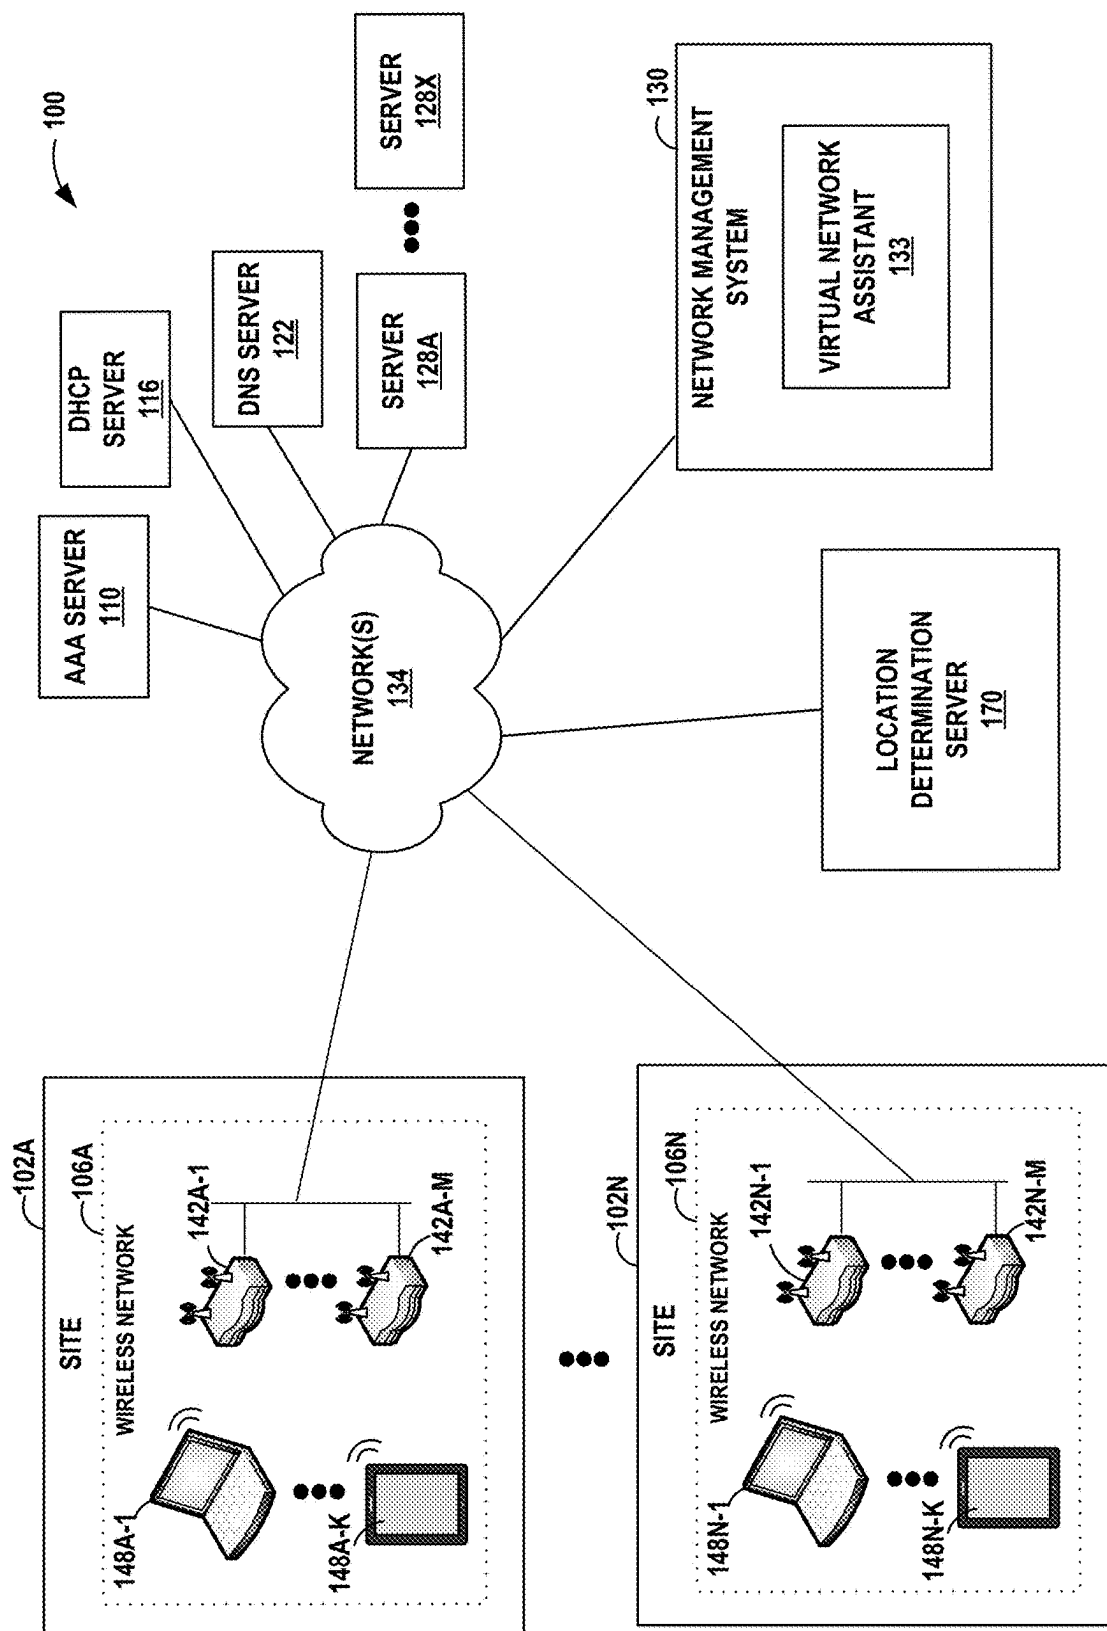 100
SITE
102A
WIRELESS NETWORK
106A
148A-1
148A-K
142A-1
142A-M
SITE
102N
WIRELESS NETWORK
106N
148N-1
148N-K
142N-1
142N-M
NETWORK(S)
134
AAA SERVER
110
DHCP
SERVER
116
DNS SERVER
122
SERVER
128A
SERVER
128X
LOCATION
DETERMINATION
SERVER
170
130
NETWORK MANAGEMENT
SYSTEM
VIRTUAL NETWORK
ASSISTANT
133